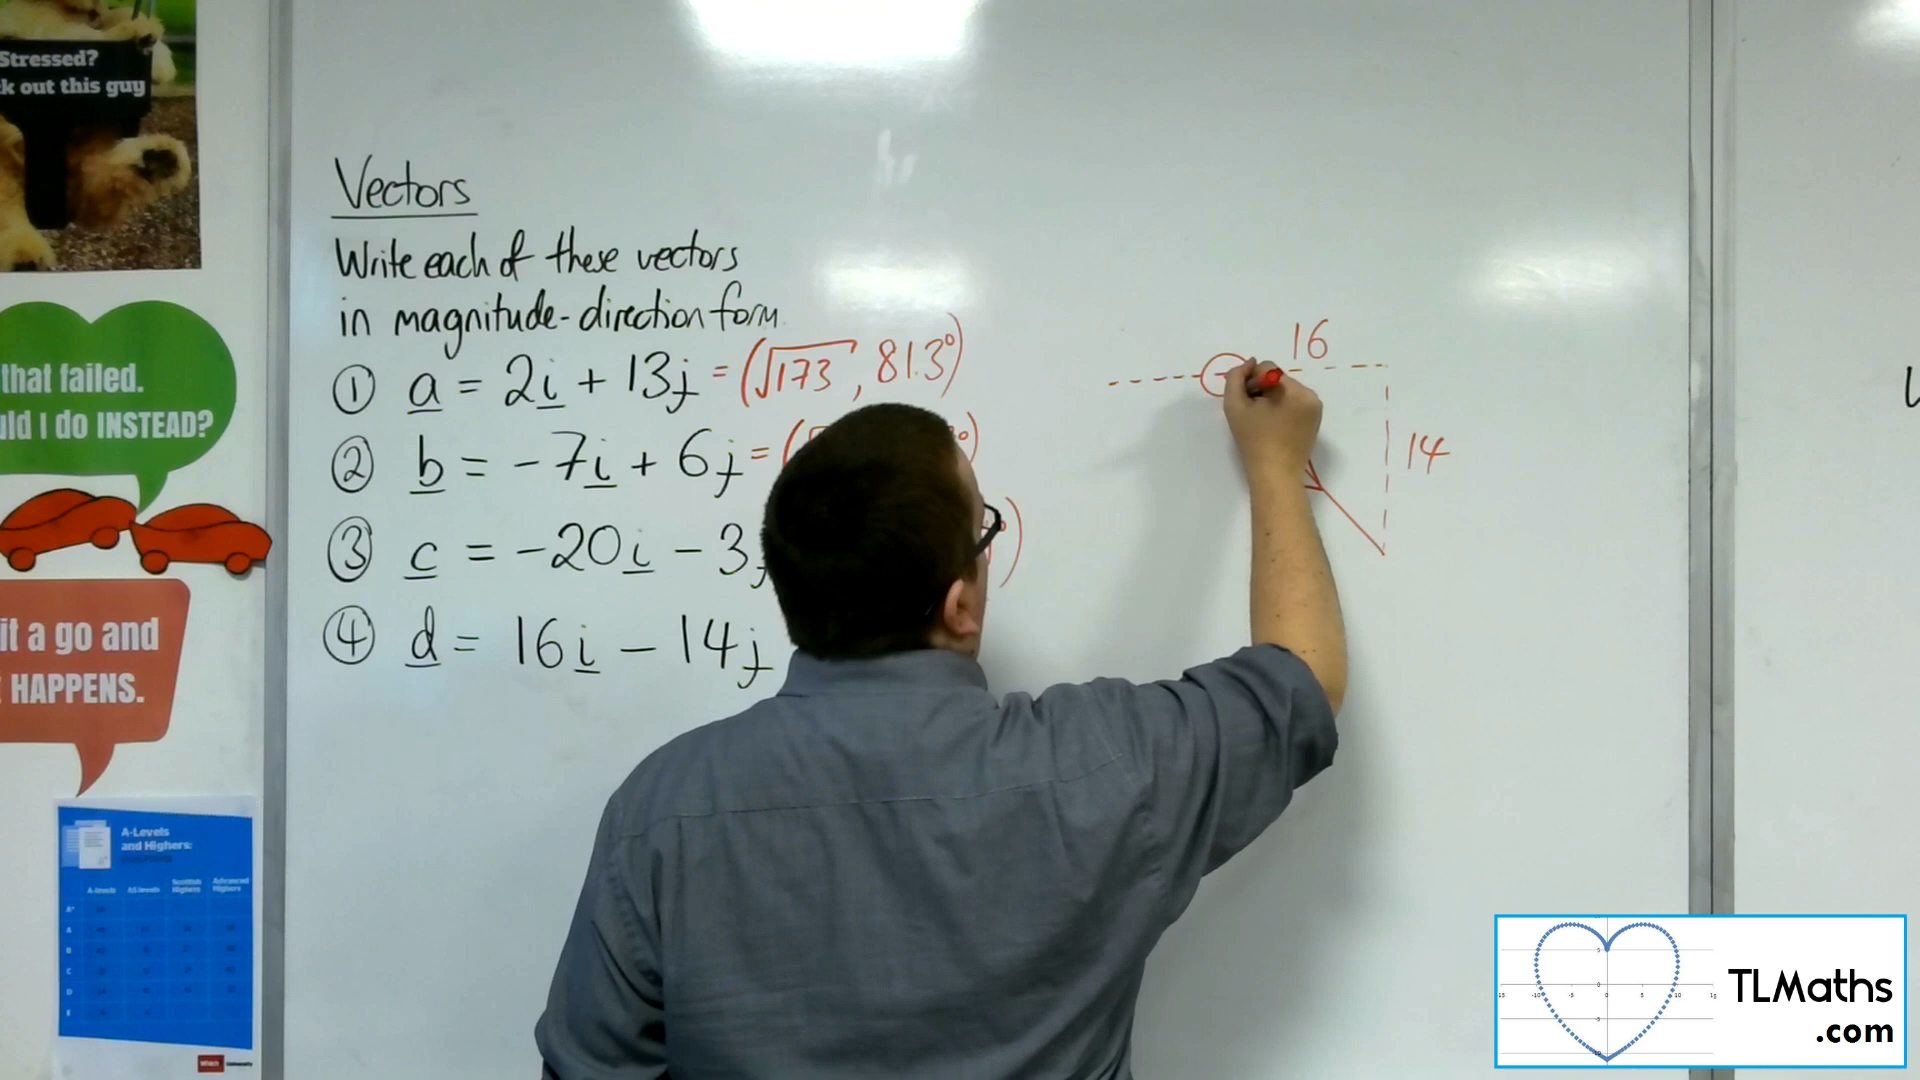 Stressed?
k out this guy
that failed.
uld I do INSTEAD?
it a go and
HAPPENS.
A-Levels
and Highers:
Vectors
Write each of these vectors
in magnitude-direction form.
① a = 2i + 13j = (√173, 81.3°)
② b = -7i + 6j = (
③ c = -20i - 3j
④ d = 16i - 14j
16
14
TLMaths
.com